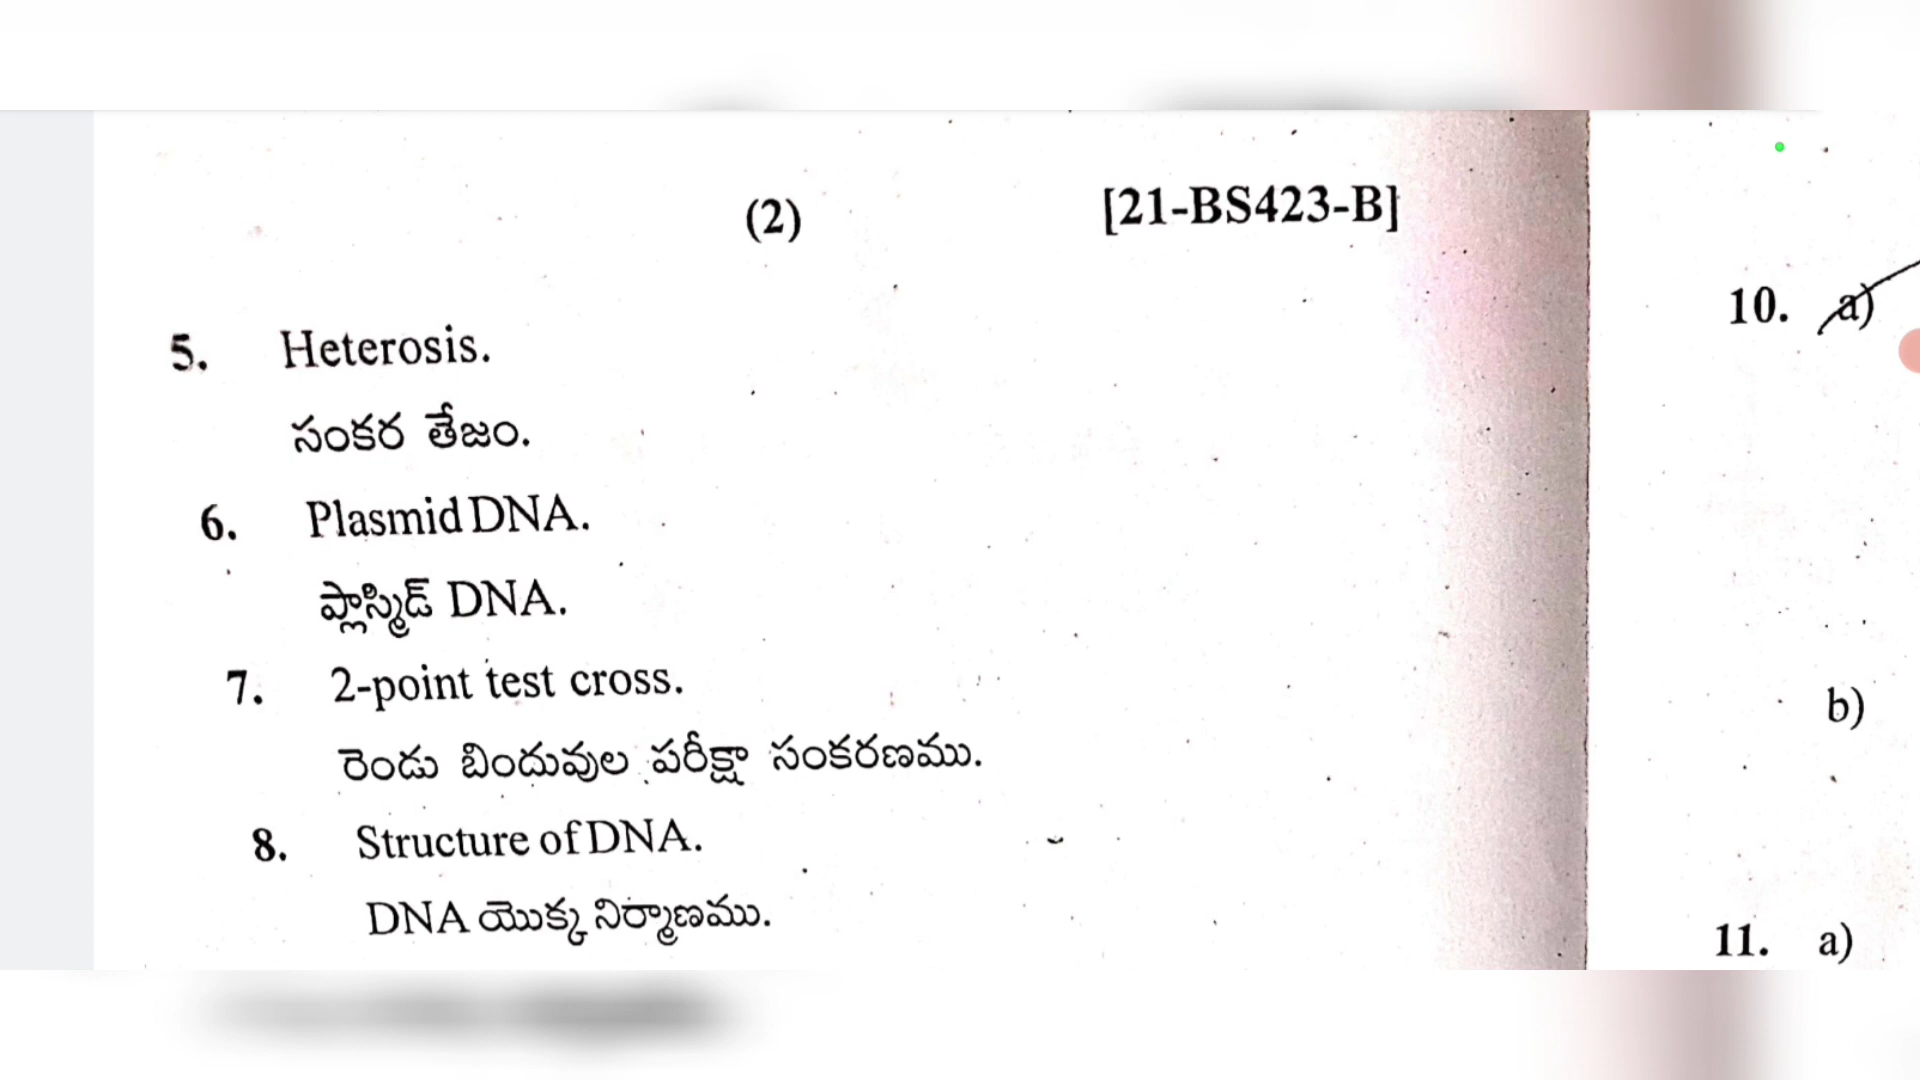 (2) [21-BS423-B]
5. Heterosis.
సంకర తేజం.
6. Plasmid DNA.
ప్లాస్మిడ్ DNA.
7. 2-point test cross.
రెండు బిందువుల పరీక్షా సంకరణము.
8. Structure of DNA.
DNA యొక్క నిర్మాణము.
10. a)
b)
11. a)